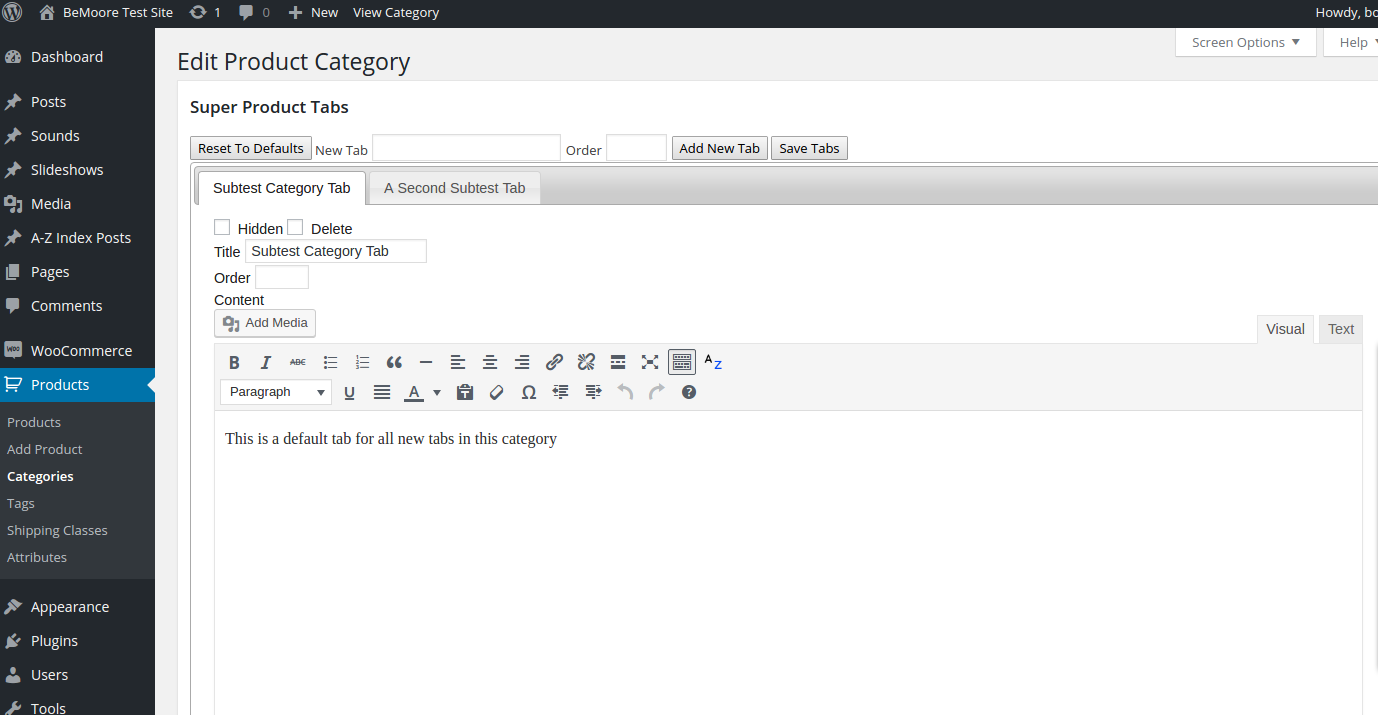 BeMoore Test Site 1 0 New View Category Howdy, bo
Screen Options Help
Dashboard
Posts
Sounds
Slideshows
Media
A-Z Index Posts
Pages
Comments
WooCommerce
Products
Products
Add Product
Categories
Tags
Shipping Classes
Attributes
Appearance
Plugins
Users
Tools
Edit Product Category
Super Product Tabs
Reset To Defaults New Tab Order Add New Tab Save Tabs
Subtest Category Tab A Second Subtest Tab
Hidden Delete
Title Subtest Category Tab
Order
Content
Add Media Visual Text
B I ABC AZ
Paragraph U A T Ω ?
This is a default tab for all new tabs in this category